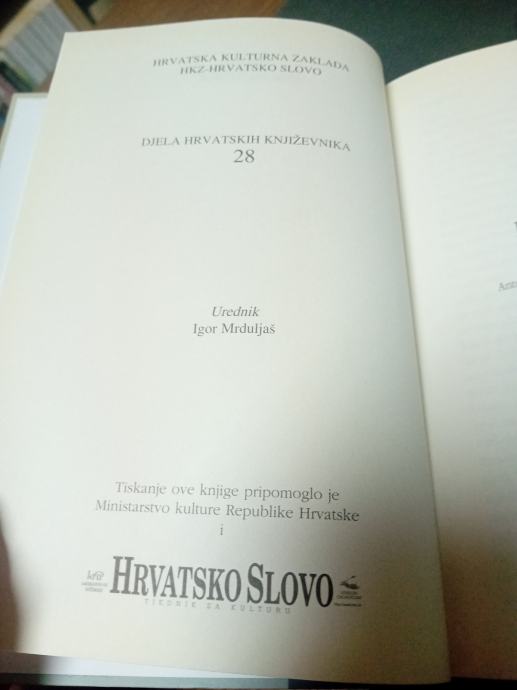 HRVATSKA KULTURNA ZAKLADA
HKZ-HRVATSKO SLOVO
DJELA HRVATSKIH KNJIŽEVNIKA
28
Urednik
Igor Mrduljaš
Tiskanje ove knjige pripomoglo je
Ministarstvo kulture Republike Hrvatske
i
HRVATSKO SLOVO
TJEDNIK ZA KULTURU